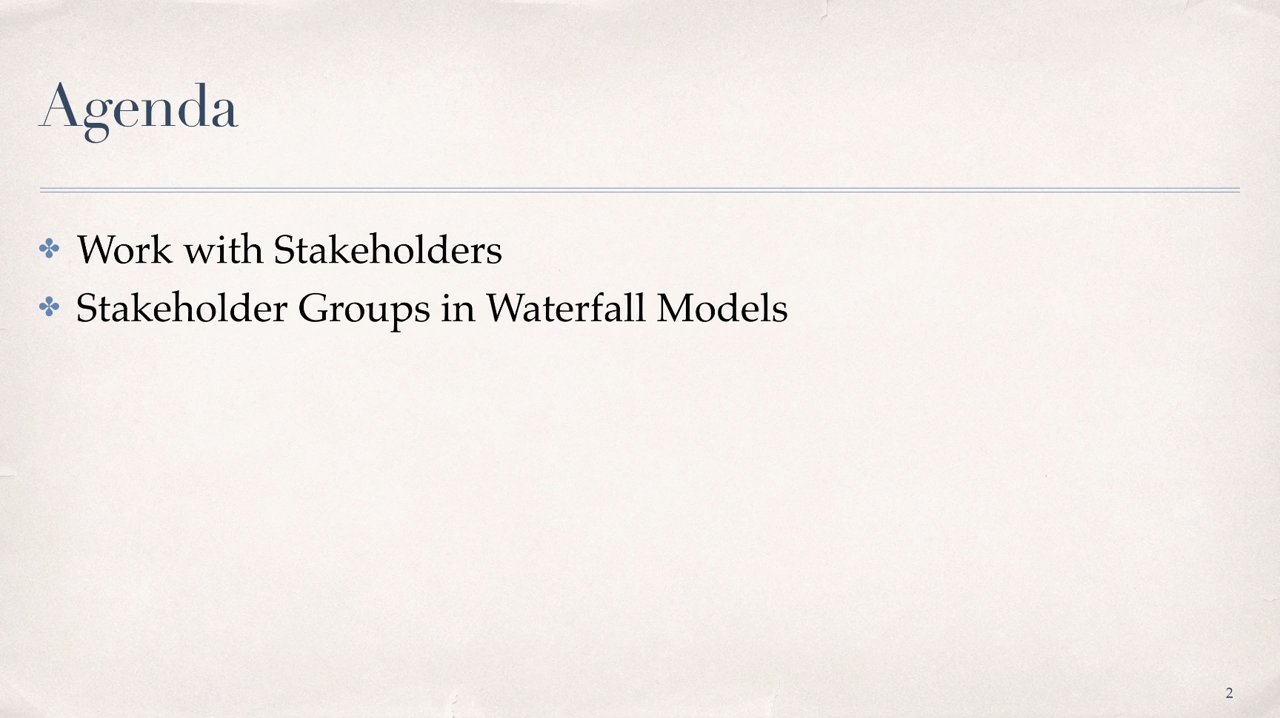 Agenda
✤ Work with Stakeholders
✤ Stakeholder Groups in Waterfall Models
2